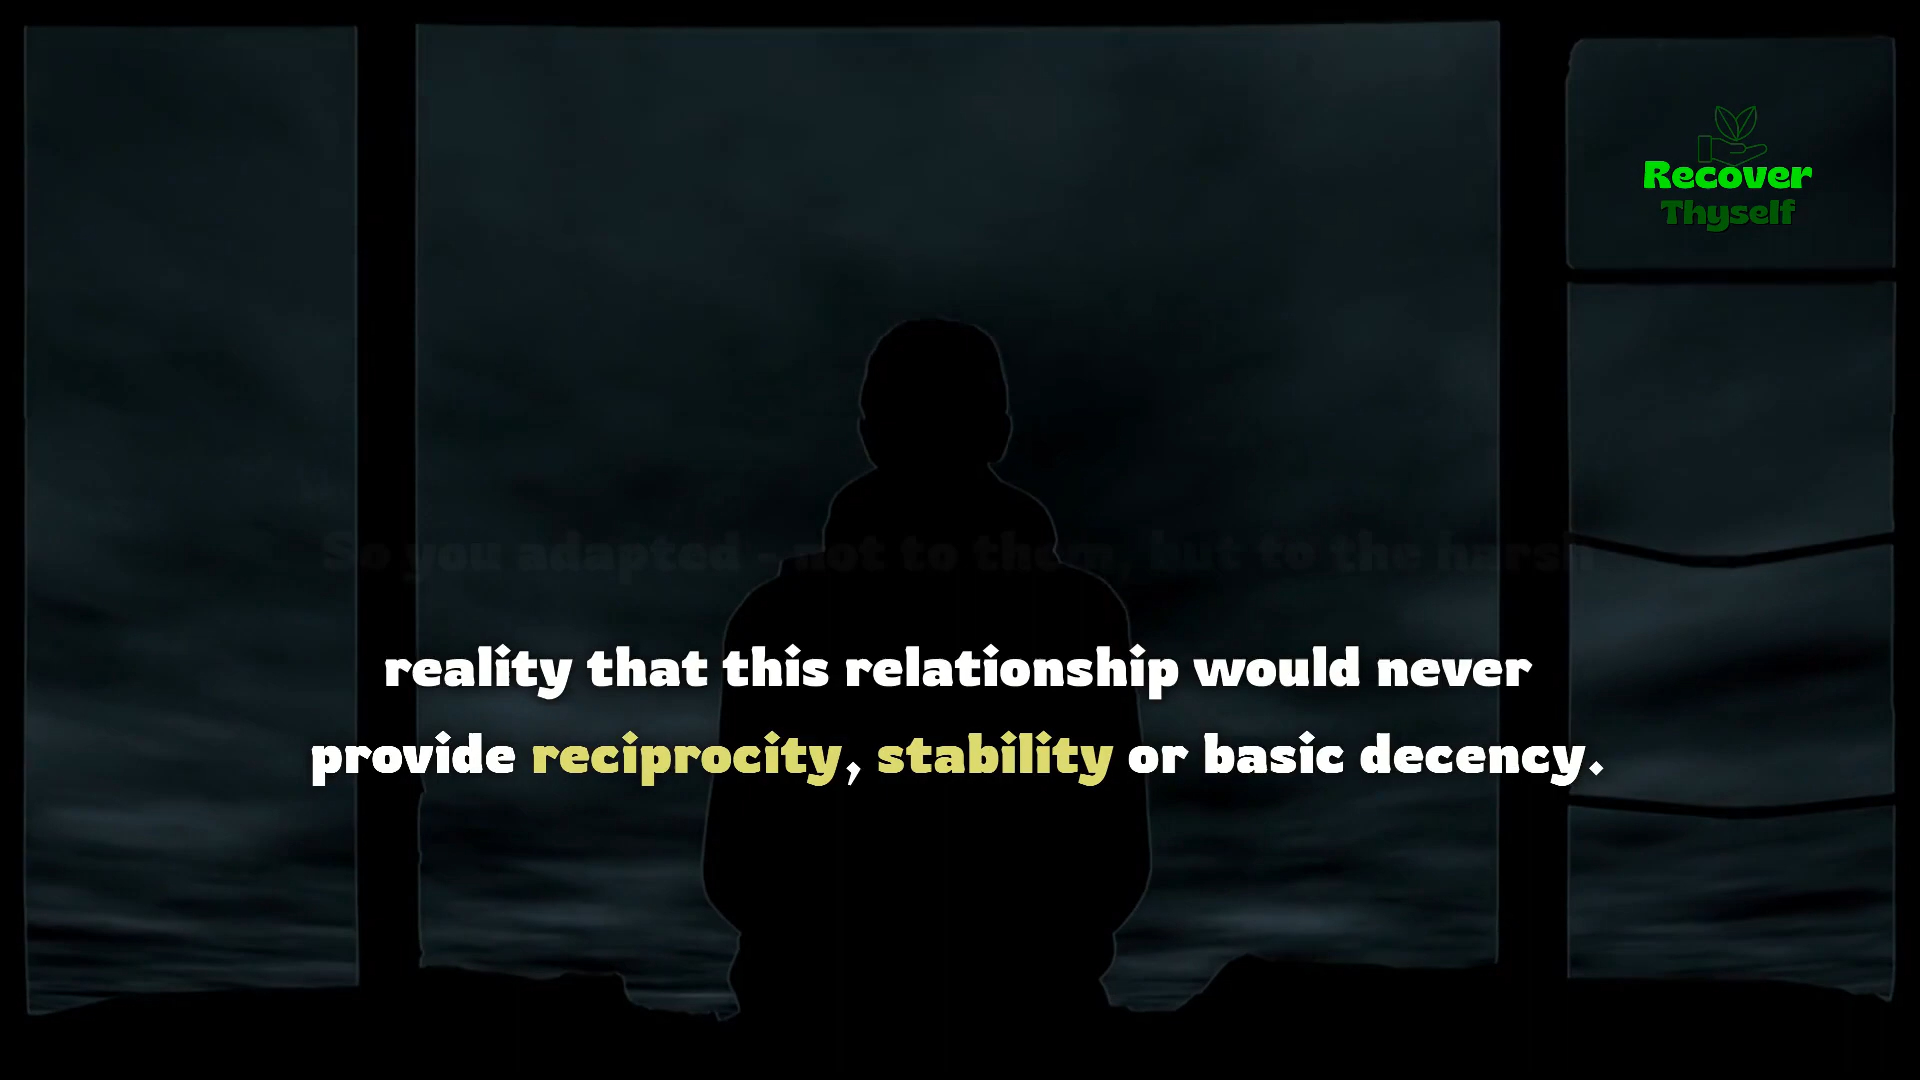 Recover
Thyself
So you adapted - not to them, but to the harsh
reality that this relationship would never
provide reciprocity, stability or basic decency.